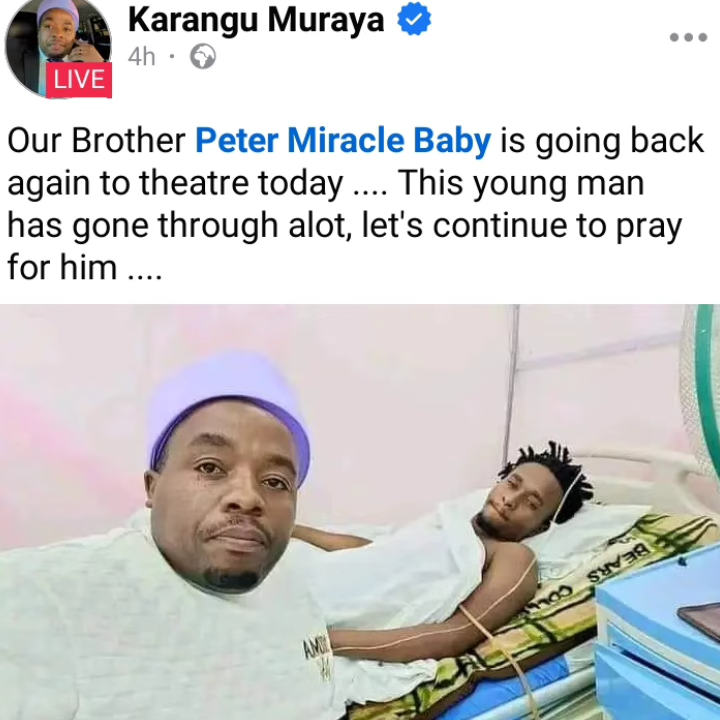 Karangu Muraya
LIVE
4h ·
Our Brother Peter Miracle Baby is going back
again to theatre today .... This young man
has gone through alot, let's continue to pray
for him ....
BEARS